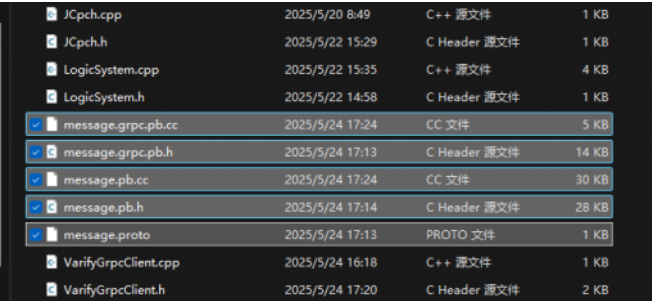 JCpch.cpp 2025/5/20 8:49 C++ 源文件 1 KB
JCpch.h 2025/5/22 15:29 C Header 源文件 1 KB
LogicSystem.cpp 2025/5/22 15:35 C++ 源文件 4 KB
LogicSystem.h 2025/5/22 14:58 C Header 源文件 1 KB
message.grpc.pb.cc 2025/5/24 17:24 CC 文件 5 KB
message.grpc.pb.h 2025/5/24 17:13 C Header 源文件 14 KB
message.pb.cc 2025/5/24 17:24 CC 文件 30 KB
message.pb.h 2025/5/24 17:14 C Header 源文件 28 KB
message.proto 2025/5/24 17:13 PROTO 文件 1 KB
VarifyGrpcClient.cpp 2025/5/24 16:18 C++ 源文件 1 KB
VarifyGrpcClient.h 2025/5/24 17:20 C Header 源文件 2 KB